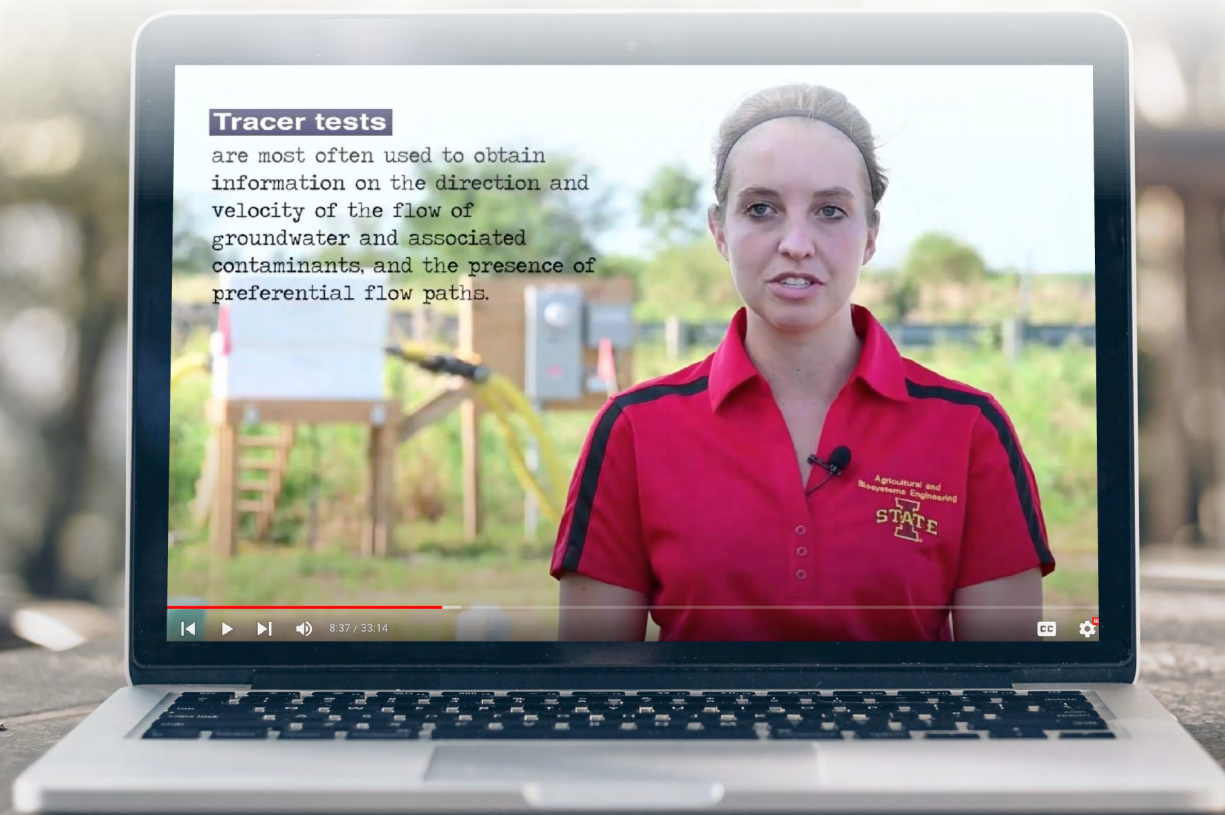 Tracer tests
are most often used to obtain
information on the direction and
velocity of the flow of
groundwater and associated
contaminants, and the presence of
preferential flow paths.
Agricultural and
Biosystems Engineering
STATE
8:37 / 33:14
CC